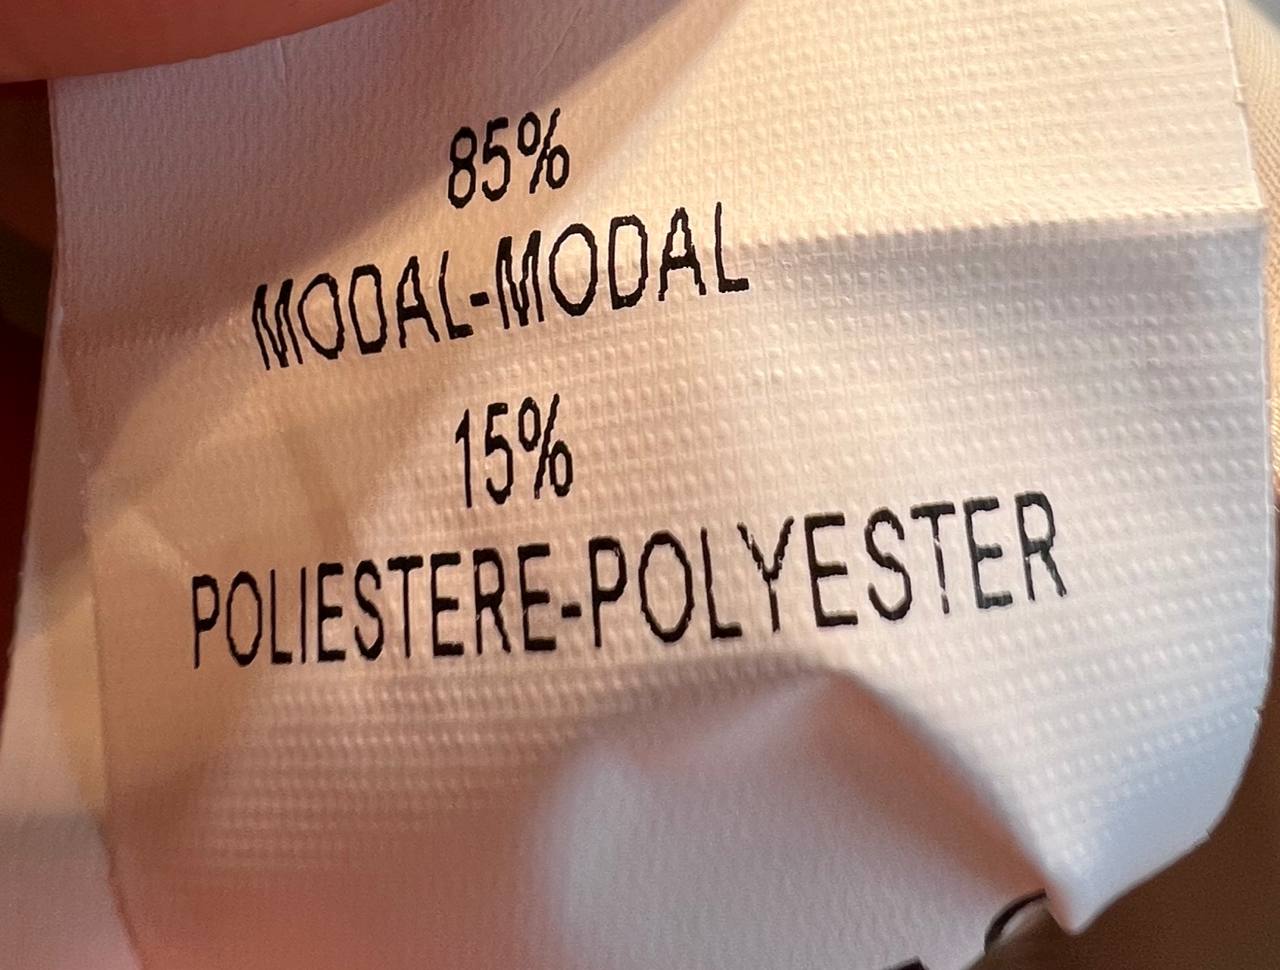 85%
MODAL-MODAL
15%
POLIESTERE-POLYESTER